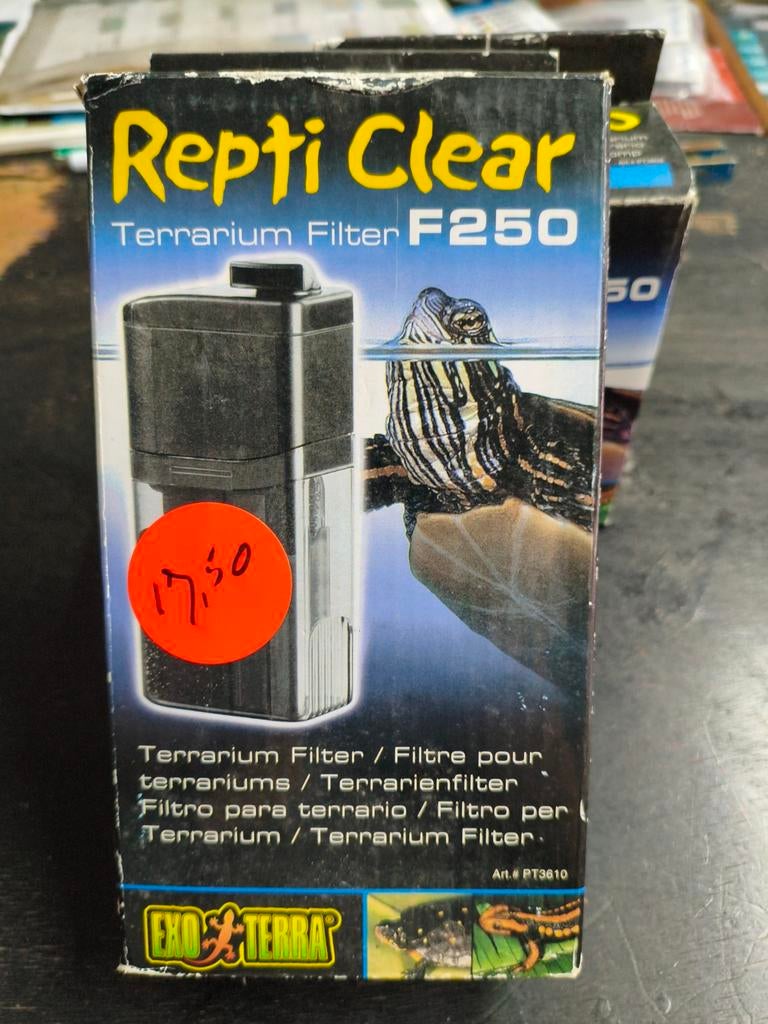 Repti Clear
Terrarium Filter F250
17,50
Terrarium Filter / Filtre pour
terrariums / Terrarienfilter
Filtro para terrario / Filtro per
Terrarium / Terrarium Filter
Art.# PT3610
EXO TERRA®
50